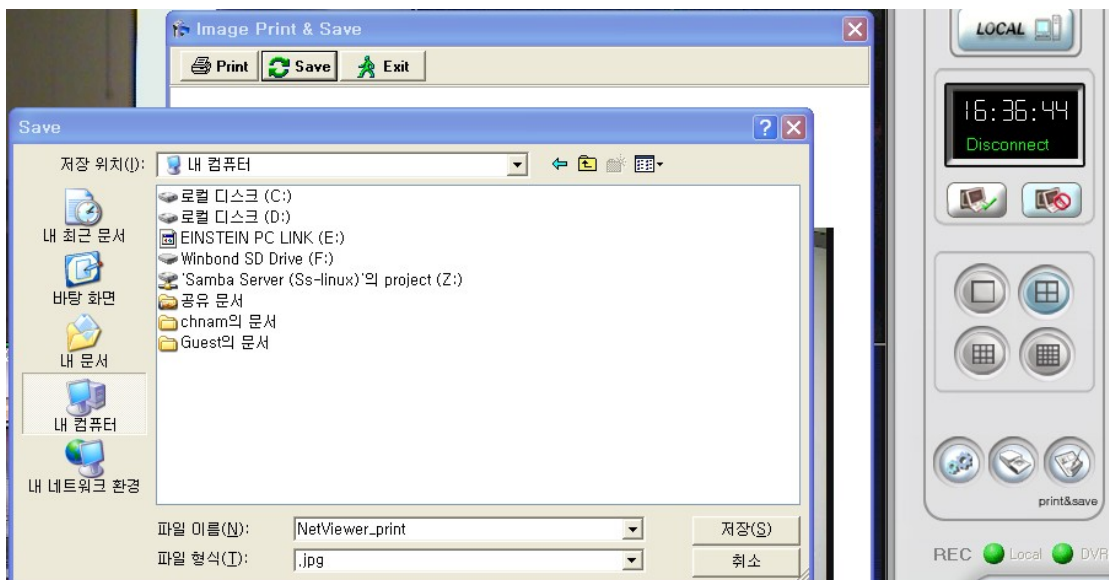 Image Print & Save
Print Save Exit
Save
저장 위치(I):
내 컴퓨터
내 최근 문서
바탕 화면
내 문서
내 컴퓨터
내 네트워크 환경
로컬 디스크 (C:)
로컬 디스크 (D:)
EINSTEIN PC LINK (E:)
Winbond SD Drive (F:)
'Samba Server (Ss-linux)'의 project (Z:)
공유 문서
chnam의 문서
Guest의 문서
파일 이름(N):
NetViewer_print
저장(S)
파일 형식(T):
.jpg
취소
LOCAL
16:36:44
Disconnect
print&save
REC Local DVR